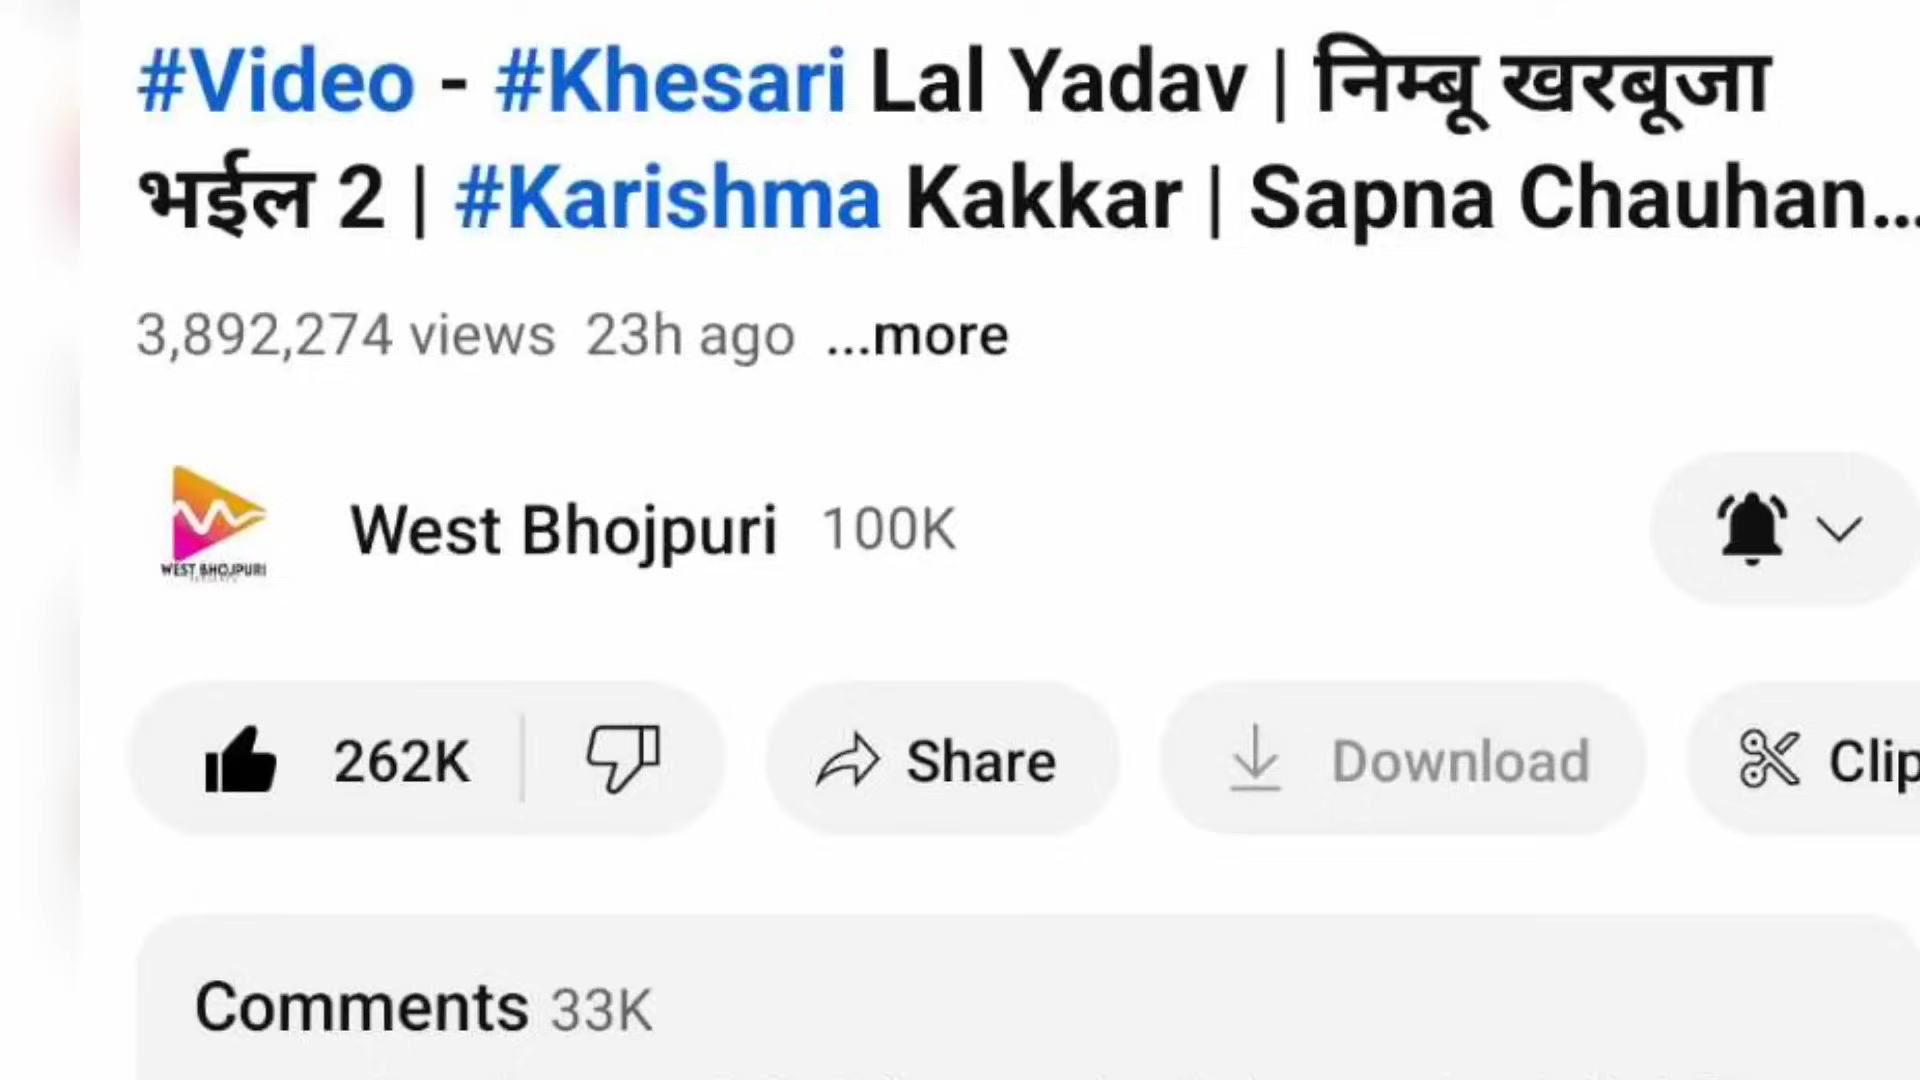 #Video - #Khesari Lal Yadav | निम्बू खरबूजा
भईल 2 | #Karishma Kakkar | Sapna Chauhan...
3,892,274 views 23h ago ...more
WEST BHOJPURI
West Bhojpuri 100K
262K Share Download Clip
Comments 33K